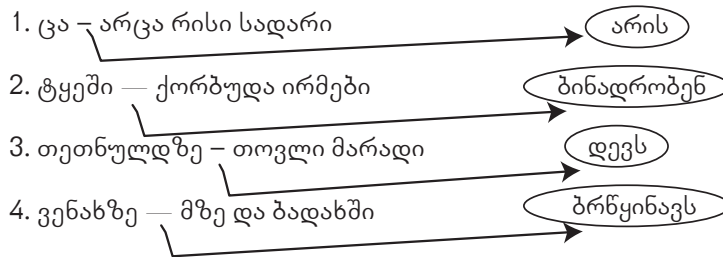 1. ცა – არცა რისი სადარი არის
2. ტყეში — ქორბუდა ირმები ბინადრობენ
3. თეთნულდზე – თოვლი მარადი დევს
4. ვენახზე — მზე და ბადახში ბრწყინავს